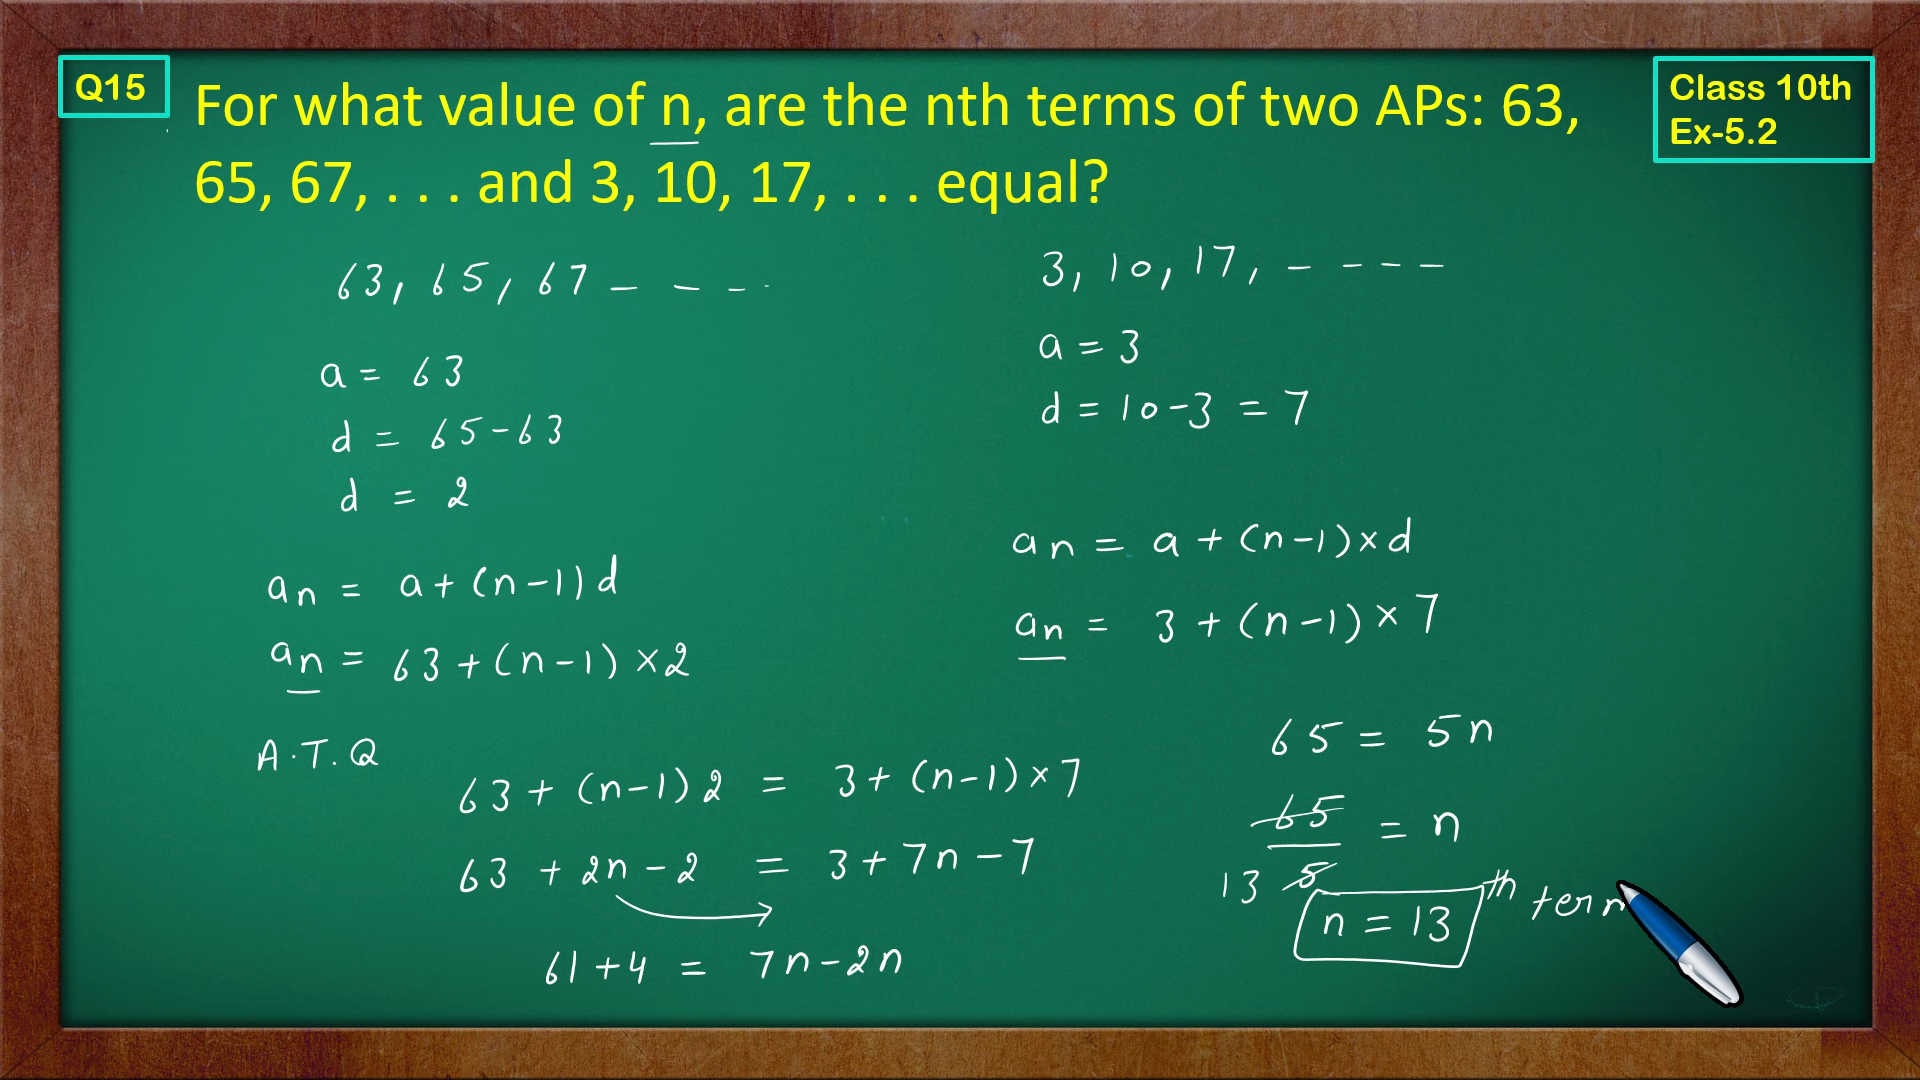 Q15
For what value of n, are the nth terms of two APs: 63,
65, 67, . . . and 3, 10, 17, . . . equal?
Class 10th
Ex-5.2
63, 65, 67 - - - -
a = 63
d = 65-63
d = 2
an = a+(n-1)d
an = 63+(n-1)×2
3, 10, 17, - - - -
a = 3
d = 10-3 = 7
an = a+(n-1)×d
an = 3+(n-1)×7
A.T.Q
63+(n-1)2 = 3+(n-1)×7
63 + 2n-2 = 3+7n-7
61+4 = 7n-2n
65 = 5n
65/5 = n
13
n = 13th term